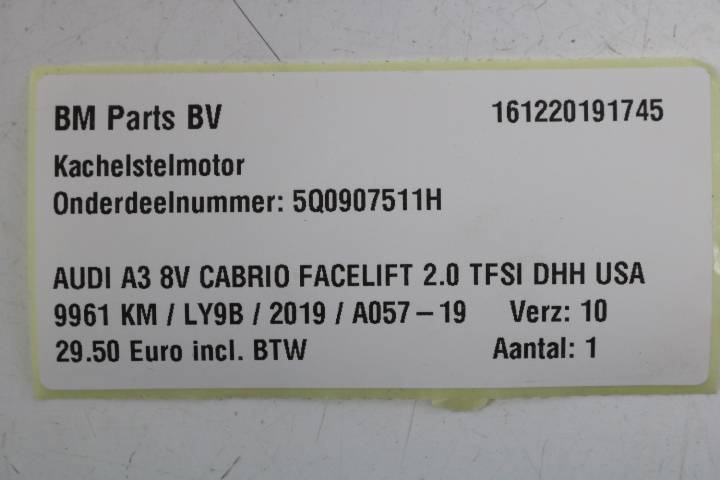 BM Parts BV 161220191745
Kachelstelmotor
Onderdeelnummer: 5Q0907511H
AUDI A3 8V CABRIO FACELIFT 2.0 TFSI DHH USA
9961 KM / LY9B / 2019 / A057-19 Verz: 10
29.50 Euro incl. BTW Aantal: 1